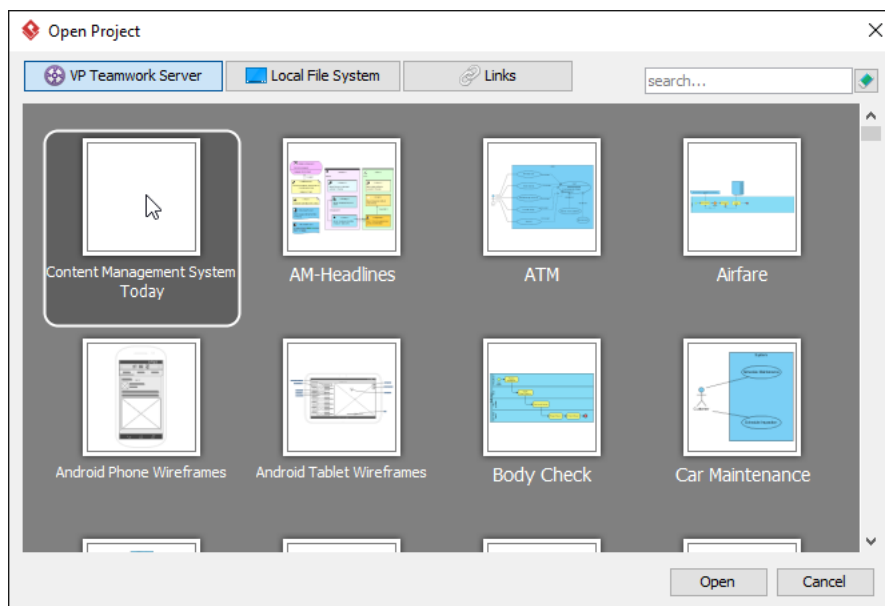 Open Project
VP Teamwork Server
Local File System
Links
search...
Content Management System
Today
AM-Headlines
ATM
Airfare
Android Phone Wireframes
Android Tablet Wireframes
Body Check
Car Maintenance
Open
Cancel